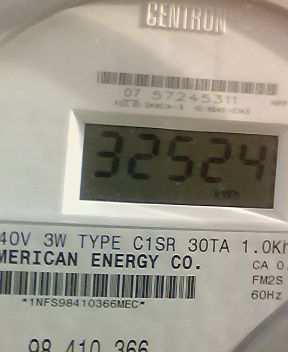 CENTRON
07 57245311
32524
kWh
40V 3W TYPE C1SR 30TA 1.0Kh
MERICAN ENERGY CO.
CA 0.
FM2S
*1NFS98410366MEC*
60Hz
98 410 366